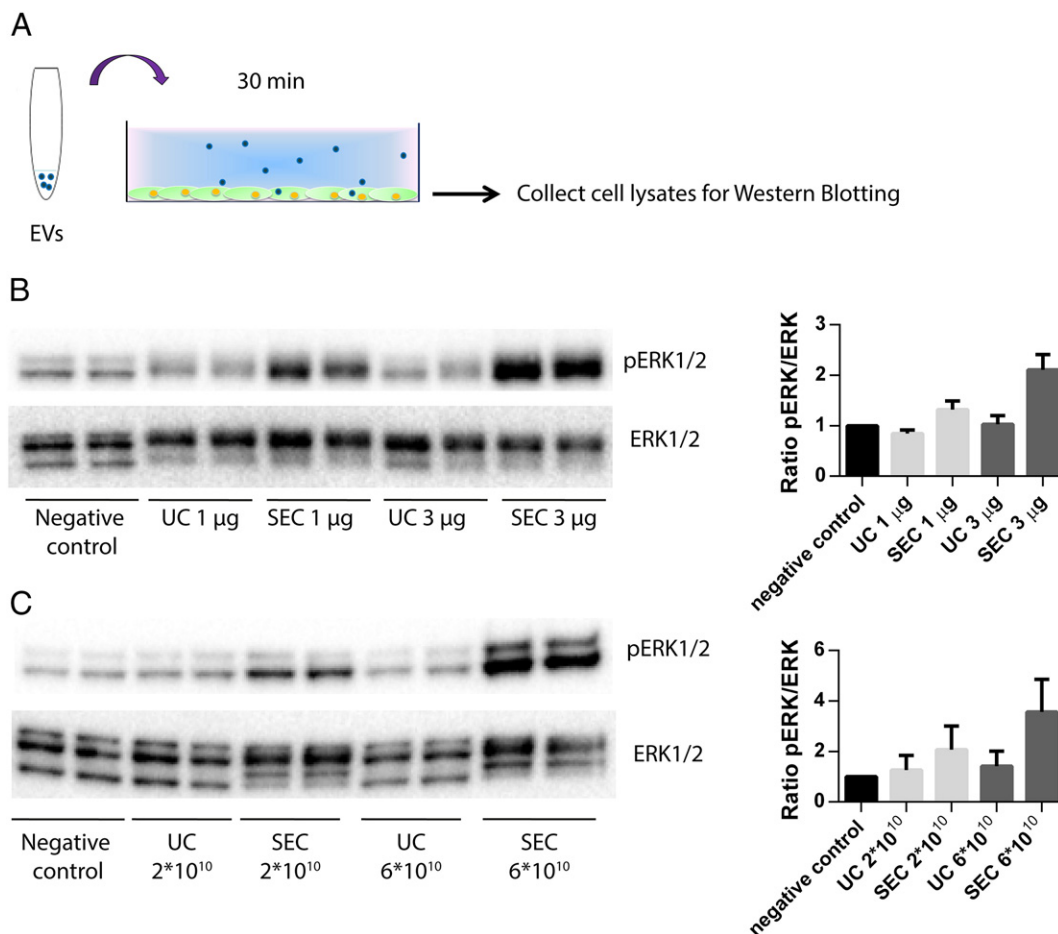 A
30 min
EVs
Collect cell lysates for Western Blotting
B
pERK1/2
ERK1/2
Negative control
UC 1 µg
SEC 1 µg
UC 3 µg
SEC 3 µg
Ratio pERK/ERK
3
2
1
0
negative control
UC 1 µg
SEC 1 µg
UC 3 µg
SEC 3 µg
C
pERK1/2
ERK1/2
Negative control
UC 2*10¹⁰
SEC 2*10¹⁰
UC 6*10¹⁰
SEC 6*10¹⁰
Ratio pERK/ERK
6
4
2
0
negative control
UC 2*10¹⁰
SEC 2*10¹⁰
UC 6*10¹⁰
SEC 6*10¹⁰